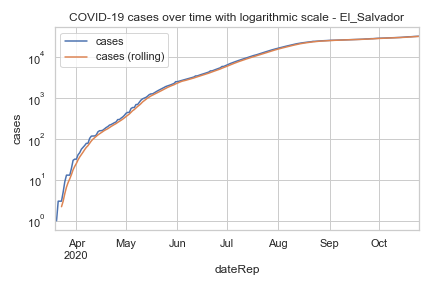 COVID-19 cases over time with logarithmic scale - El_Salvador
cases
cases (rolling)
10^4
10^3
10^2
10^1
10^0
cases
Apr
2020
May
Jun
Jul
Aug
Sep
Oct
dateRep